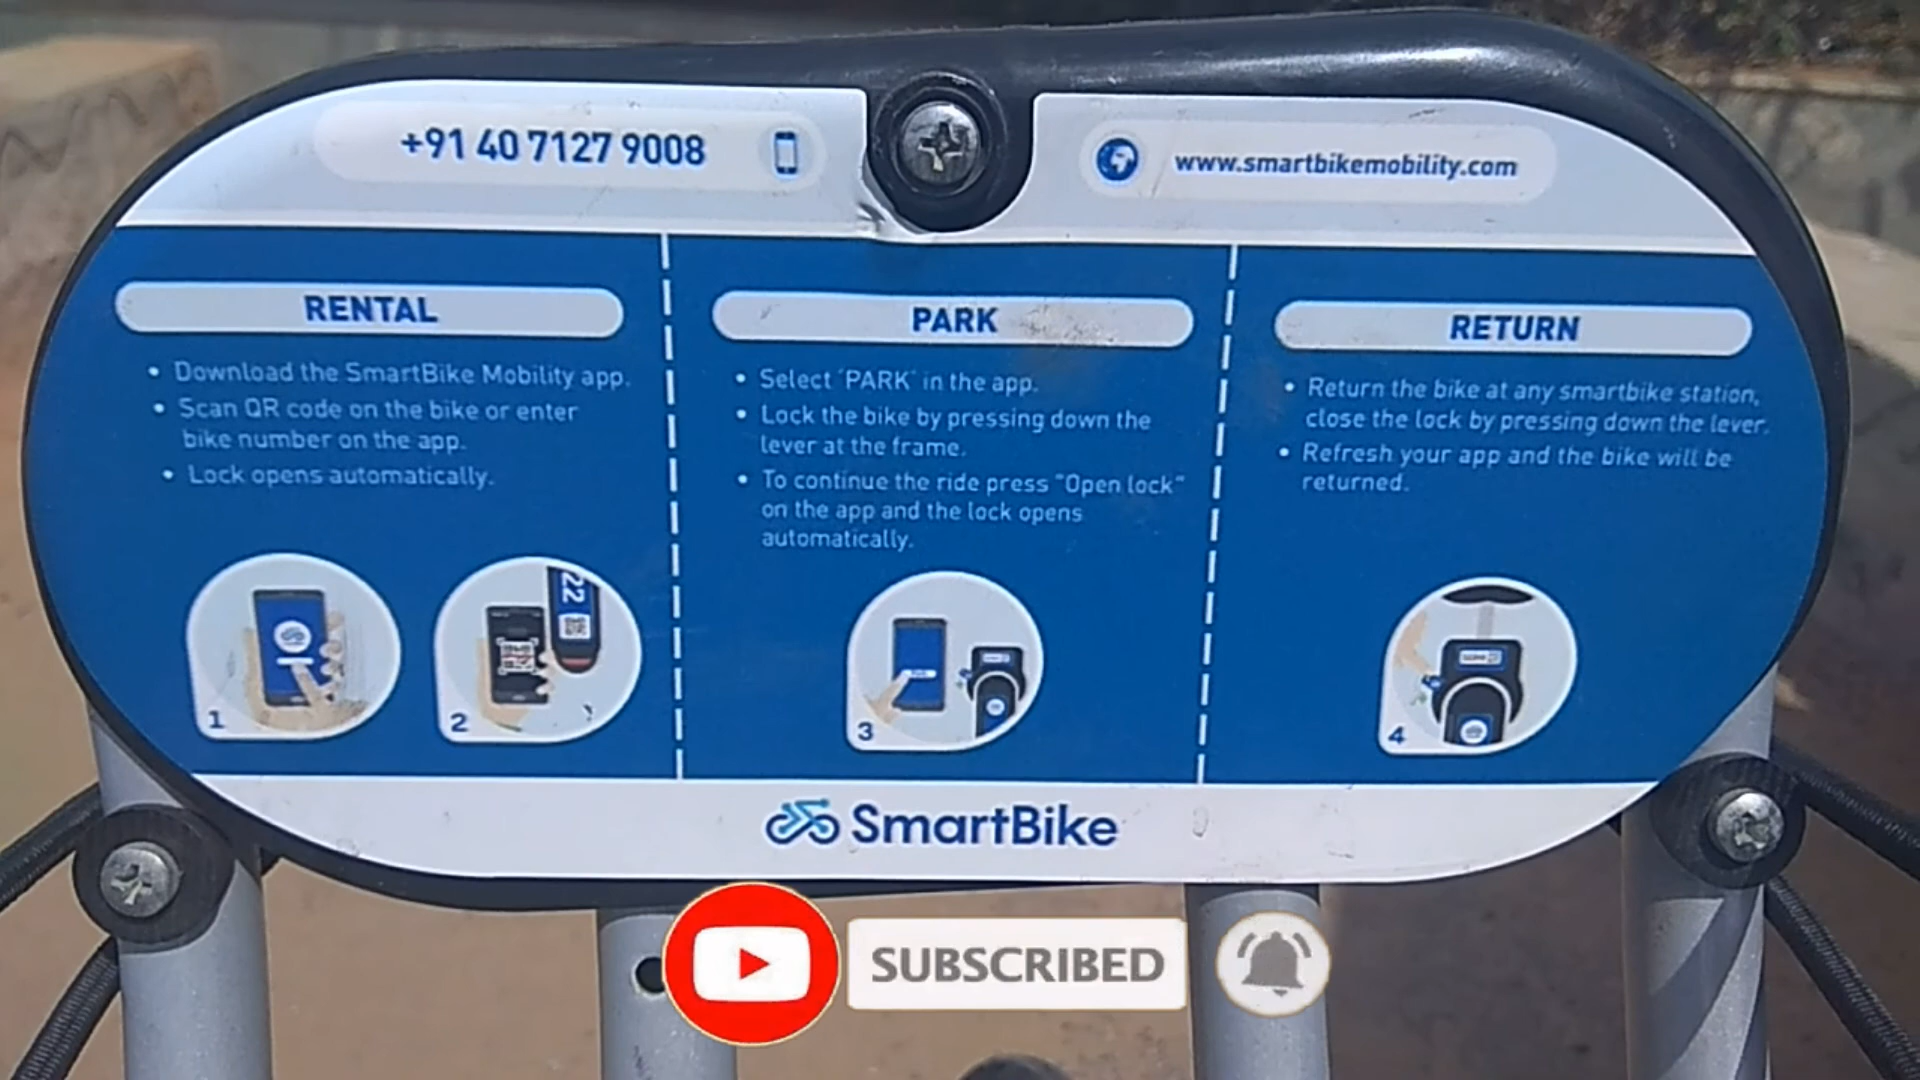 +91 40 7127 9008
www.smartbikemobility.com
RENTAL
• Download the SmartBike Mobility app.
• Scan QR code on the bike or enter
bike number on the app.
• Lock opens automatically.
1
2
22
PARK
• Select 'PARK' in the app.
• Lock the bike by pressing down the
lever at the frame.
• To continue the ride press "Open lock"
on the app and the lock opens
automatically.
3
RETURN
• Return the bike at any smartbike station,
close the lock by pressing down the lever.
• Refresh your app and the bike will be
returned.
4
SmartBike
SUBSCRIBED